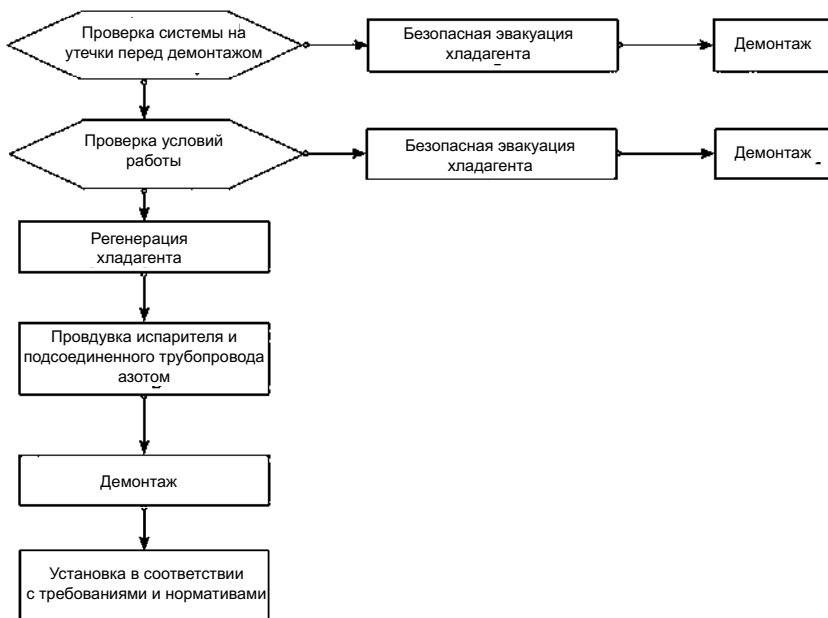 Проверка системы на
утечки перед демонтажом
Безопасная эвакуация
хладагента
Демонтаж
Проверка условий
работы
Безопасная эвакуация
хладагента
Демонтаж
Регенерация
хладагента
Провдувка испарителя и
подсоединенного трубопровода
азотом
Демонтаж
Установка в соответствии
с требованиями и нормативами